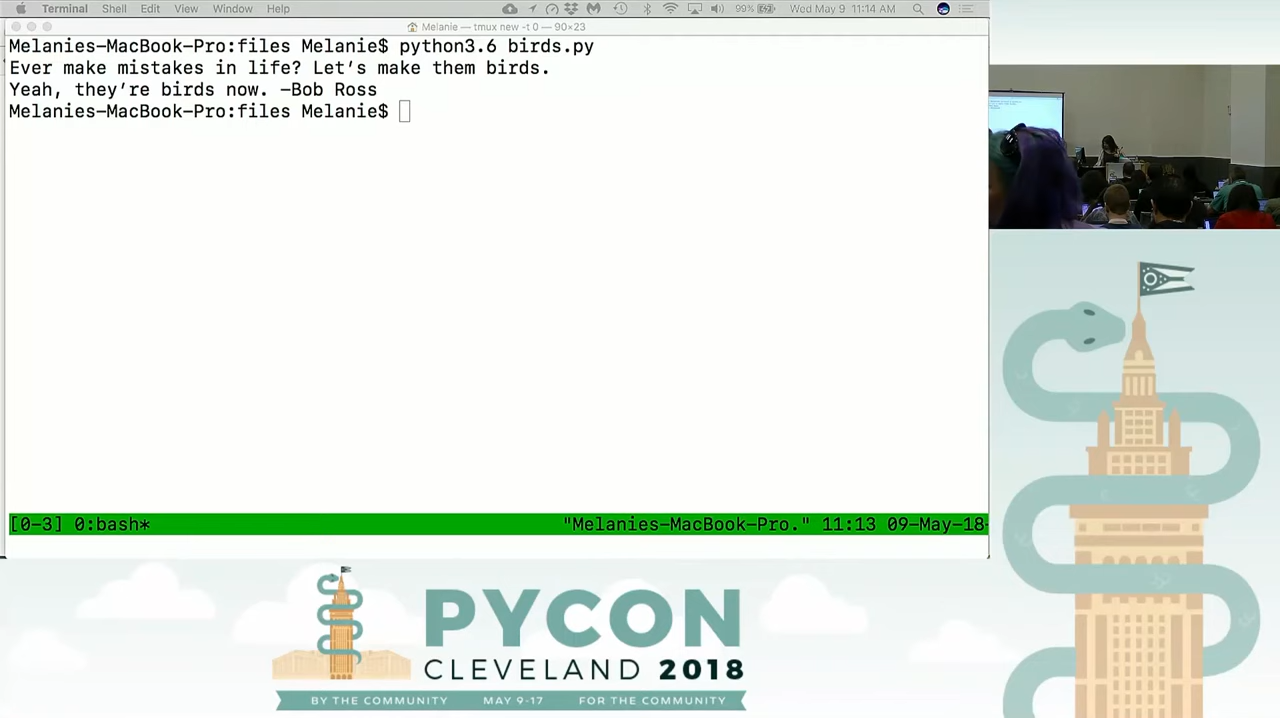 Terminal Shell Edit View Window Help 99% Wed May 9 11:14 AM
Melanie — tmux new -t 0 — 90×23
Melanies-MacBook-Pro:files Melanie$ python3.6 birds.py
Ever make mistakes in life? Let’s make them birds.
Yeah, they’re birds now. —Bob Ross
Melanies-MacBook-Pro:files Melanie$
[0-3] 0:bash* "Melanies-MacBook-Pro." 11:13 09-May-18
PYCON
CLEVELAND 2018
BY THE COMMUNITY MAY 9-17 FOR THE COMMUNITY